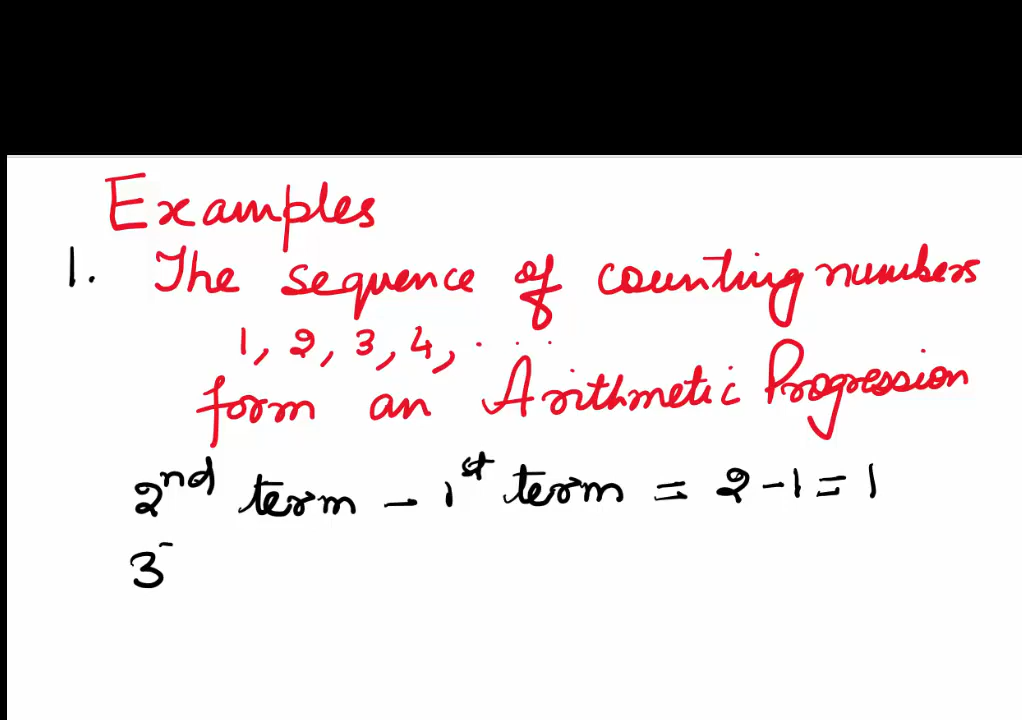 Examples
1. The sequence of counting numbers
1, 2, 3, 4, .....
form an Arithmetic Progression
2nd term - 1st term = 2 - 1 = 1
3